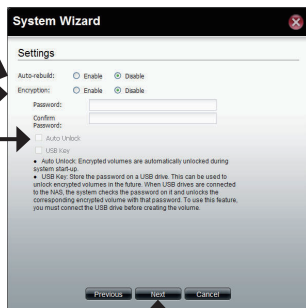 System Wizard
Settings
Auto-rebuild: Enable Disable
Encryption: Enable Disable
Password:
Confirm
Password:
Auto Unlock
USB Key
● Auto Unlock: Encrypted volumes are automatically unlocked during
system start-up.
● USB Key: Store the password on a USB drive. This can be used to
unlock encrypted volumes in the future. When USB drives are connected
to the NAS, the system checks the password on it and unlocks the
corresponding encrypted volume with that password. To use this feature,
you must connect the USB drive before creating the volume.
Previous Next Cancel